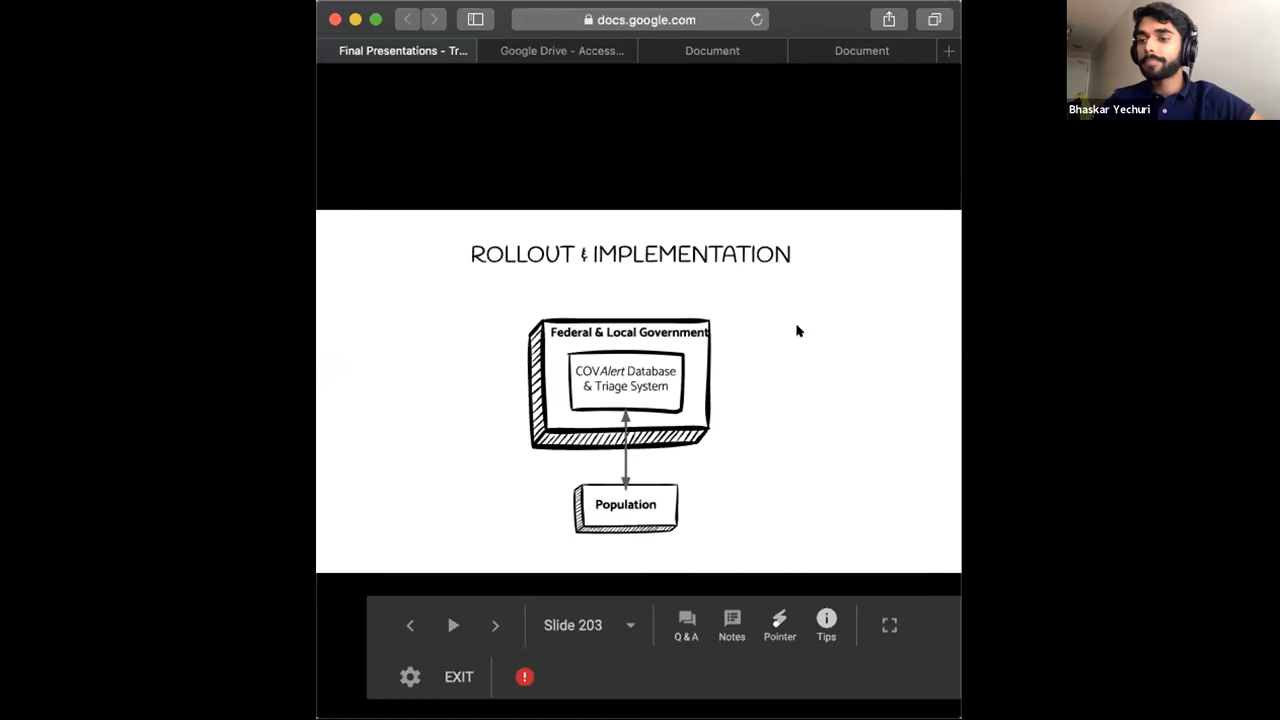 docs.google.com
Final Presentations - Tr...
Google Drive - Access...
Document
Document
Bhaskar Yechuri
ROLLOUT & IMPLEMENTATION
Federal & Local Government
COVAlert Database
& Triage System
Population
Slide 203
Q & A
Notes
Pointer
Tips
EXIT